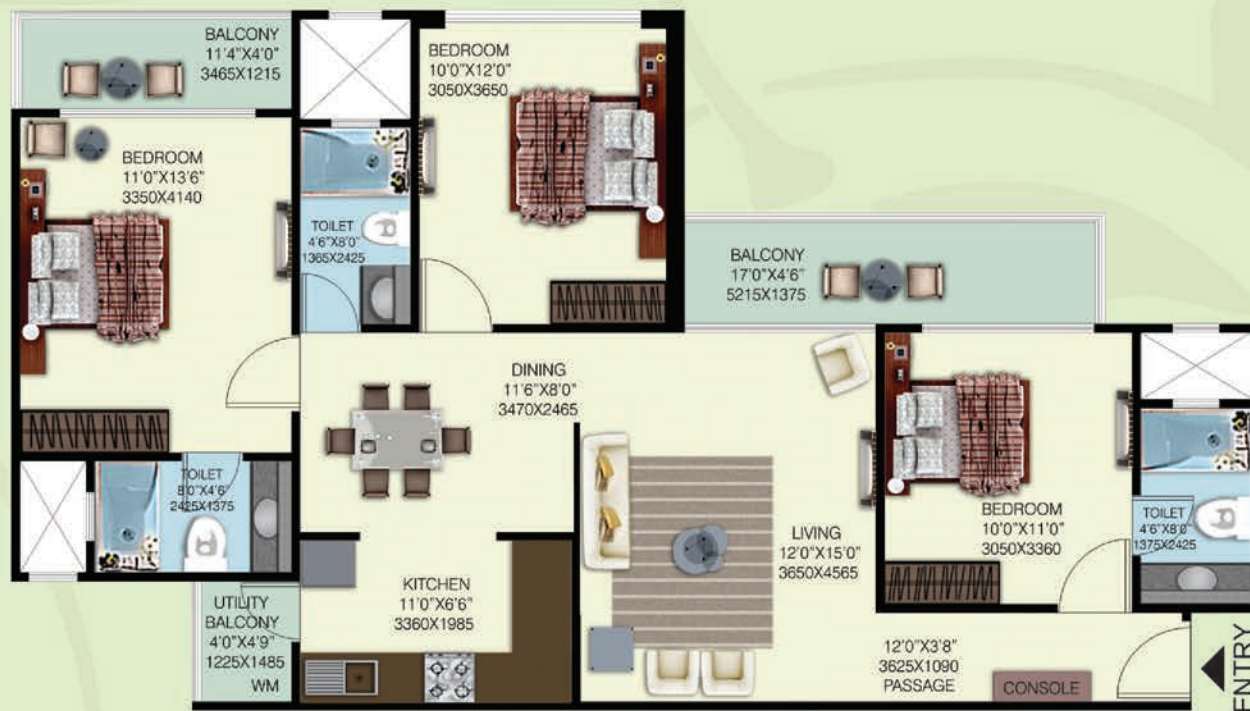 BALCONY
11'4"X4'0"
3465X1215
BEDROOM
10'0"X12'0"
3050X3650
BEDROOM
11'0"X13'6"
3350X4140
TOILET
4'6"X8'0"
1365X2425
BALCONY
17'0"X4'6"
5215X1375
DINING
11'6"X8'0"
3470X2465
TOILET
8'0"X4'6"
2425X1375
LIVING
12'0"X15'0"
3650X4565
BEDROOM
10'0"X11'0"
3050X3360
TOILET
4'6"X8'0"
1375X2425
KITCHEN
11'0"X6'6"
3360X1985
UTILITY
BALCONY
4'0"X4'9"
1225X1485
WM
12'0"X3'8"
3625X1090
PASSAGE
CONSOLE
ENTRY